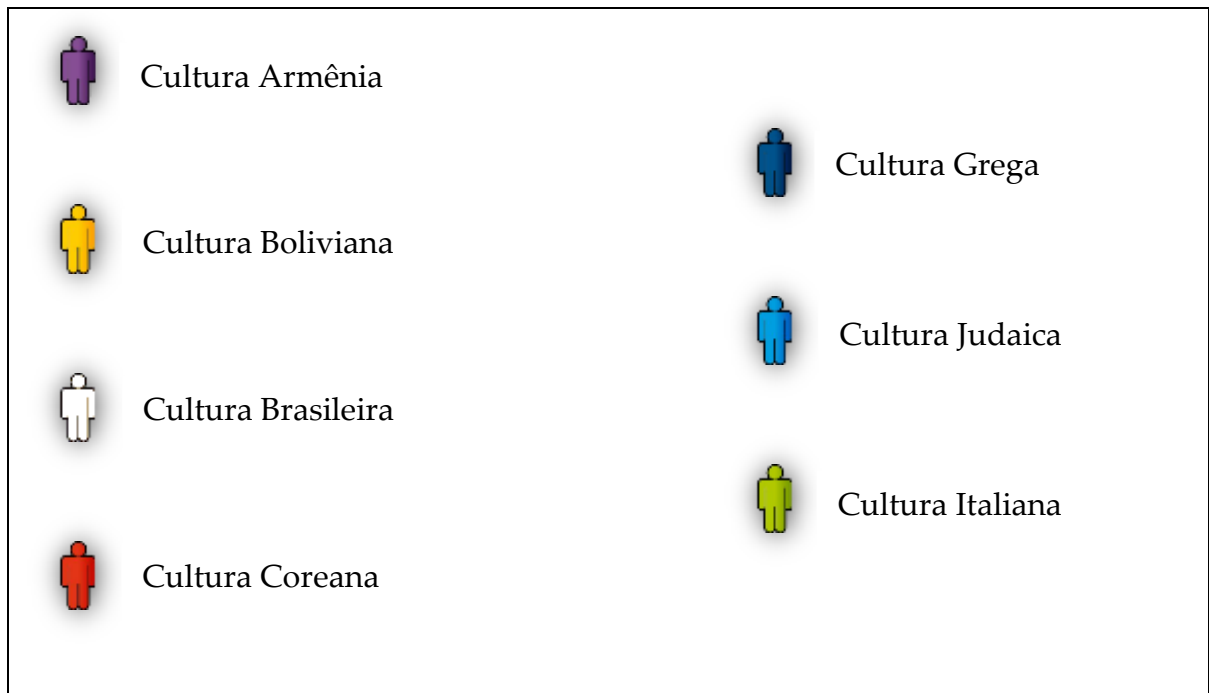 Cultura Armênia
Cultura Boliviana
Cultura Brasileira
Cultura Coreana
Cultura Grega
Cultura Judaica
Cultura Italiana